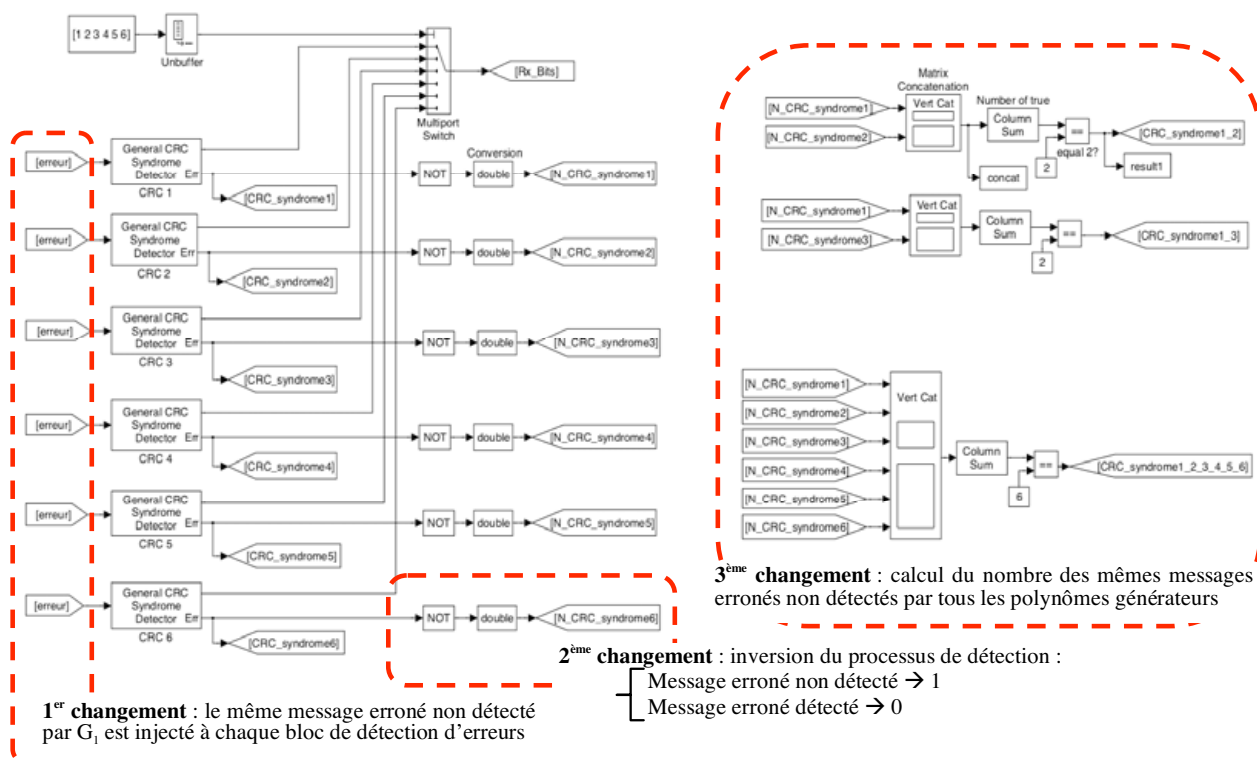 [1 2 3 4 5 6]
Unbuffer
[Rx_Bits]
Multiport
Switch
[erreur]
General CRC
Syndrome
Detector Err
CRC 1
[CRC_syndrome1]
NOT
Conversion
double
[N_CRC_syndrome1]
[erreur]
General CRC
Syndrome
Detector Err
CRC 2
[CRC_syndrome2]
NOT
double
[N_CRC_syndrome2]
[erreur]
General CRC
Syndrome
Detector Err
CRC 3
[CRC_syndrome3]
NOT
double
[N_CRC_syndrome3]
[erreur]
General CRC
Syndrome
Detector Err
CRC 4
[CRC_syndrome4]
NOT
double
[N_CRC_syndrome4]
[erreur]
General CRC
Syndrome
Detector Err
CRC 5
[CRC_syndrome5]
NOT
double
[N_CRC_syndrome5]
[erreur]
General CRC
Syndrome
Detector Err
CRC 6
[CRC_syndrome6]
NOT
double
[N_CRC_syndrome6]
1er changement : le même message erroné non détecté
par G1 est injecté à chaque bloc de détection d'erreurs
2ème changement : inversion du processus de détection :
Message erroné non détecté → 1
Message erroné détecté → 0
Matrix
Concatenation
[N_CRC_syndrome1]
[N_CRC_syndrome2]
Vert Cat
Number of true
Column
Sum
==
equal 2?
2
[CRC_syndrome1_2]
result1
concat
[N_CRC_syndrome1]
[N_CRC_syndrome3]
Vert Cat
Column
Sum
==
2
[CRC_syndrome1_3]
[N_CRC_syndrome1]
[N_CRC_syndrome2]
[N_CRC_syndrome3]
[N_CRC_syndrome4]
[N_CRC_syndrome5]
[N_CRC_syndrome6]
Vert Cat
Column
Sum
==
6
[CRC_syndrome1_2_3_4_5_6]
3ème changement : calcul du nombre des mêmes messages
erronés non détectés par tous les polynômes générateurs